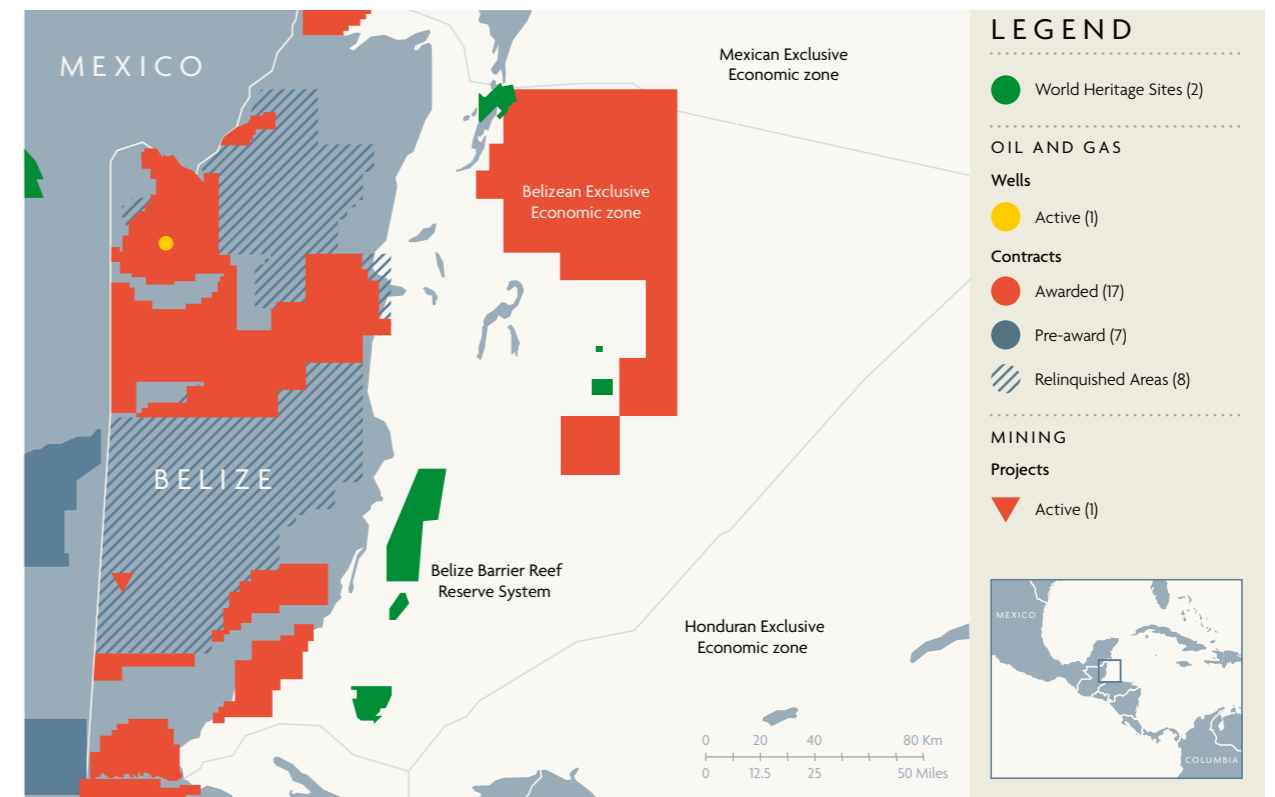 MEXICO
Mexican Exclusive
Economic zone
Belizean Exclusive
Economic zone
BELIZE
Belize Barrier Reef
Reserve System
Honduran Exclusive
Economic zone
0 20 40 80 Km
0 12.5 25 50 Miles
LEGEND
World Heritage Sites (2)
OIL AND GAS
Wells
Active (1)
Contracts
Awarded (17)
Pre-award (7)
Relinquished Areas (8)
MINING
Projects
Active (1)
MEXICO
COLUMBIA